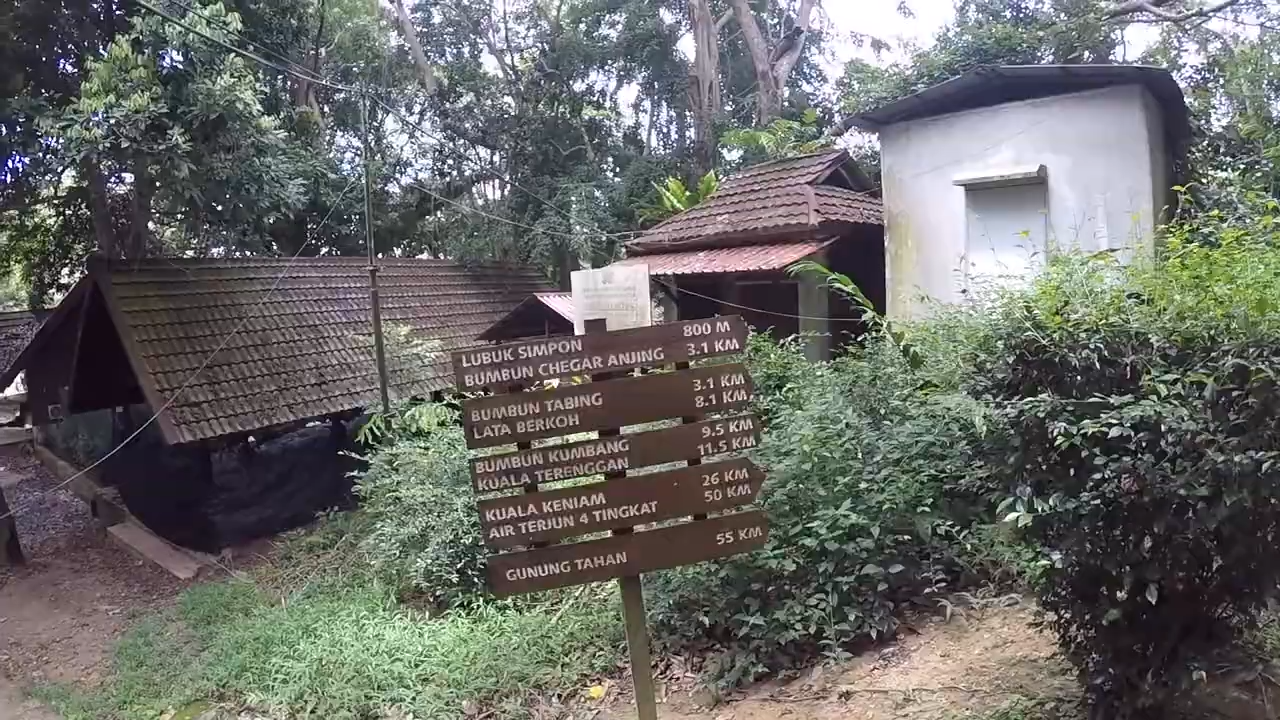 LUBUK SIMPON 800 M
BUMBUN CHEGAR ANJING 3.1 KM
BUMBUN TABING 3.1 KM
LATA BERKOH 8.1 KM
BUMBUN KUMBANG 9.5 KM
KUALA TERENGGAN 11.5 KM
KUALA KENIAM 26 KM
AIR TERJUN 4 TINGKAT 50 KM
GUNUNG TAHAN 55 KM